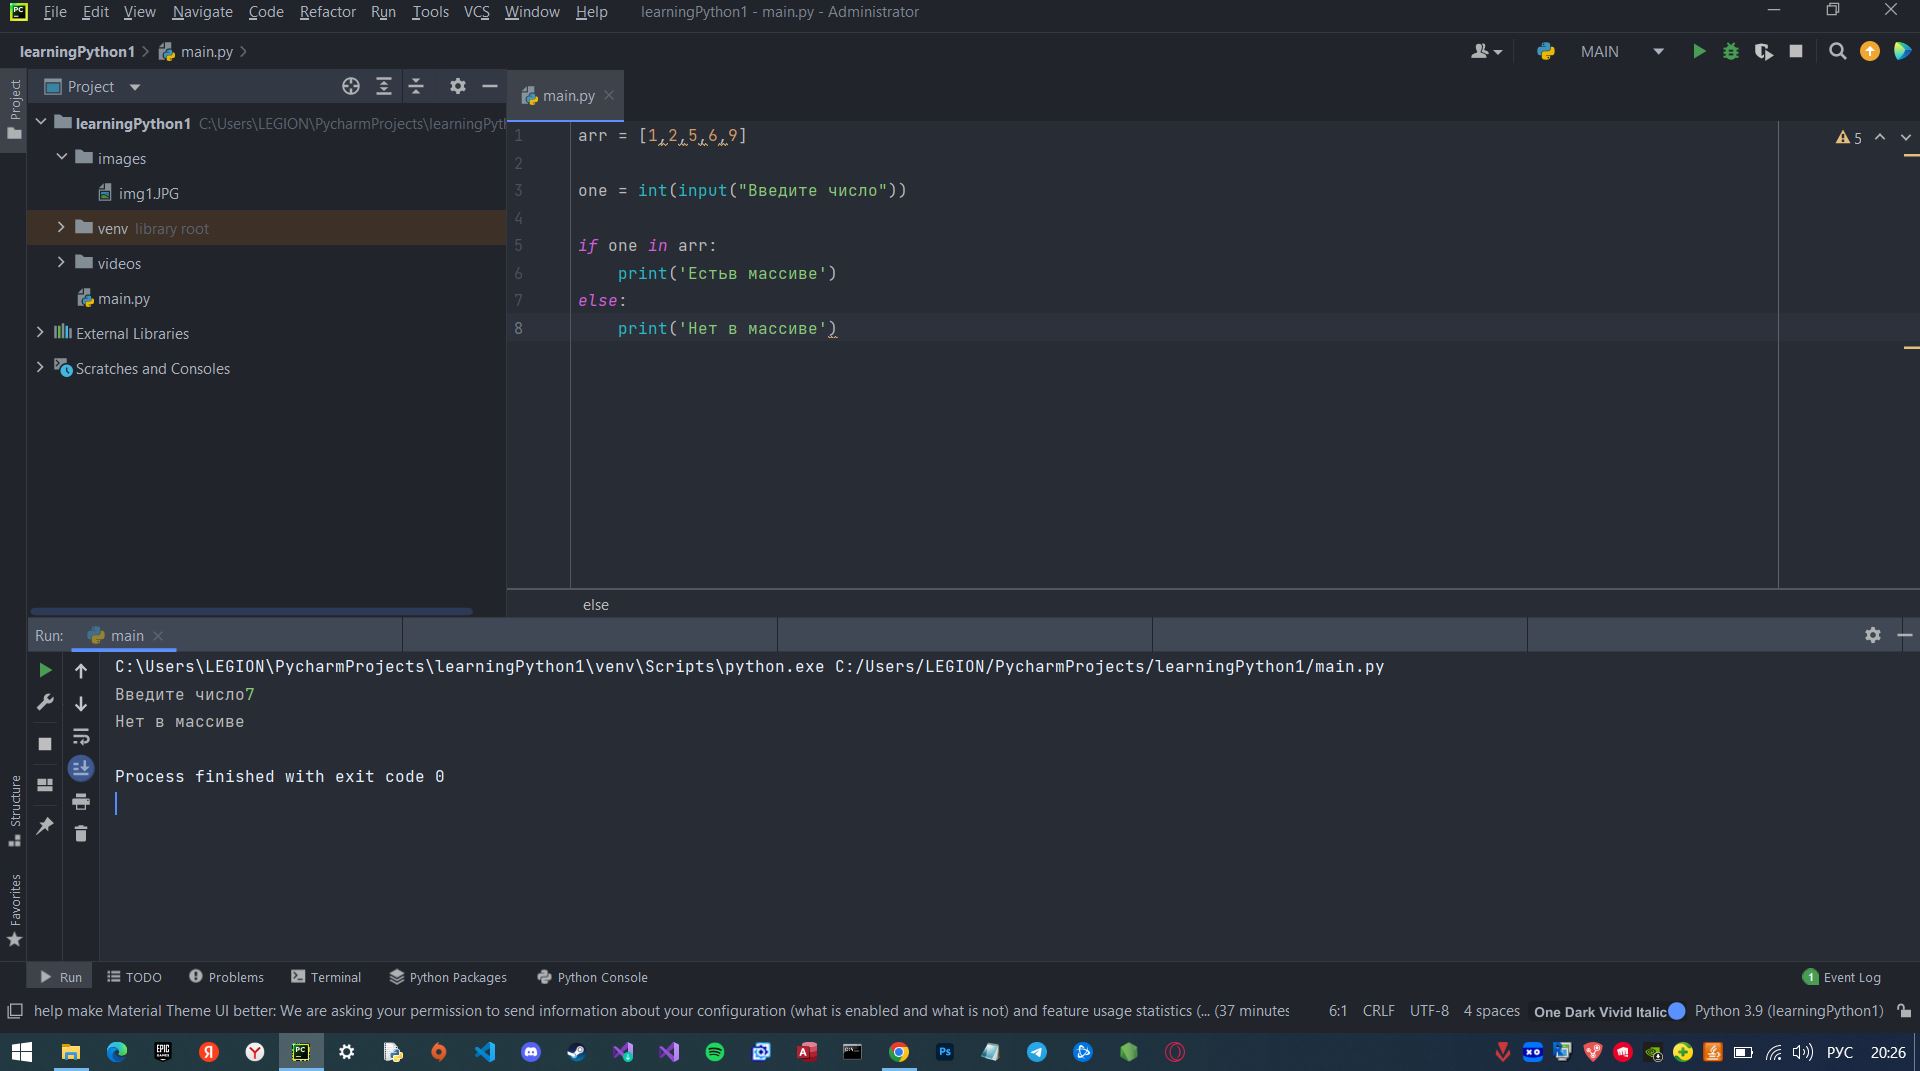 File Edit View Navigate Code Refactor Run Tools VCS Window Help learningPython1 - main.py - Administrator
learningPython1 main.py MAIN
Project
Project
main.py
learningPython1 C:\Users\LEGION\PycharmProjects\learningPyt
images
img1.JPG
venv library root
videos
main.py
External Libraries
Scratches and Consoles
1 arr = [1,2,5,6,9]
2
3 one = int(input("Введите число"))
4
5 if one in arr:
6 print('Естьв массиве')
7 else:
8 print('Нет в массиве')
5
else
Run: main
C:\Users\LEGION\PycharmProjects\learningPython1\venv\Scripts\python.exe C:/Users/LEGION/PycharmProjects/learningPython1/main.py
Введите число7
Нет в массиве
Process finished with exit code 0
Structure
Favorites
Run TODO Problems Terminal Python Packages Python Console 1 Event Log
help make Material Theme UI better: We are asking your permission to send information about your configuration (what is enabled and what is not) and feature usage statistics (... (37 minutes 6:1 CRLF UTF-8 4 spaces One Dark Vivid Italic Python 3.9 (learningPython1)
РУС 20:26